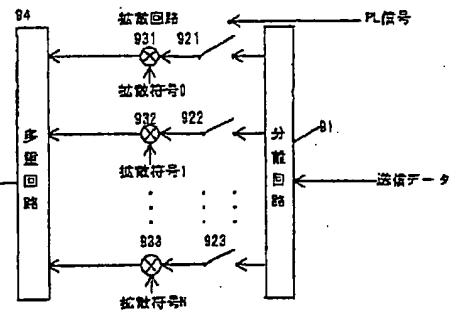 94
拡散回路
PL信号
931
921
拡散符号0
932
922
91
多重回路
拡散符号1
分散回路
送信データ
933
923
拡散符号N